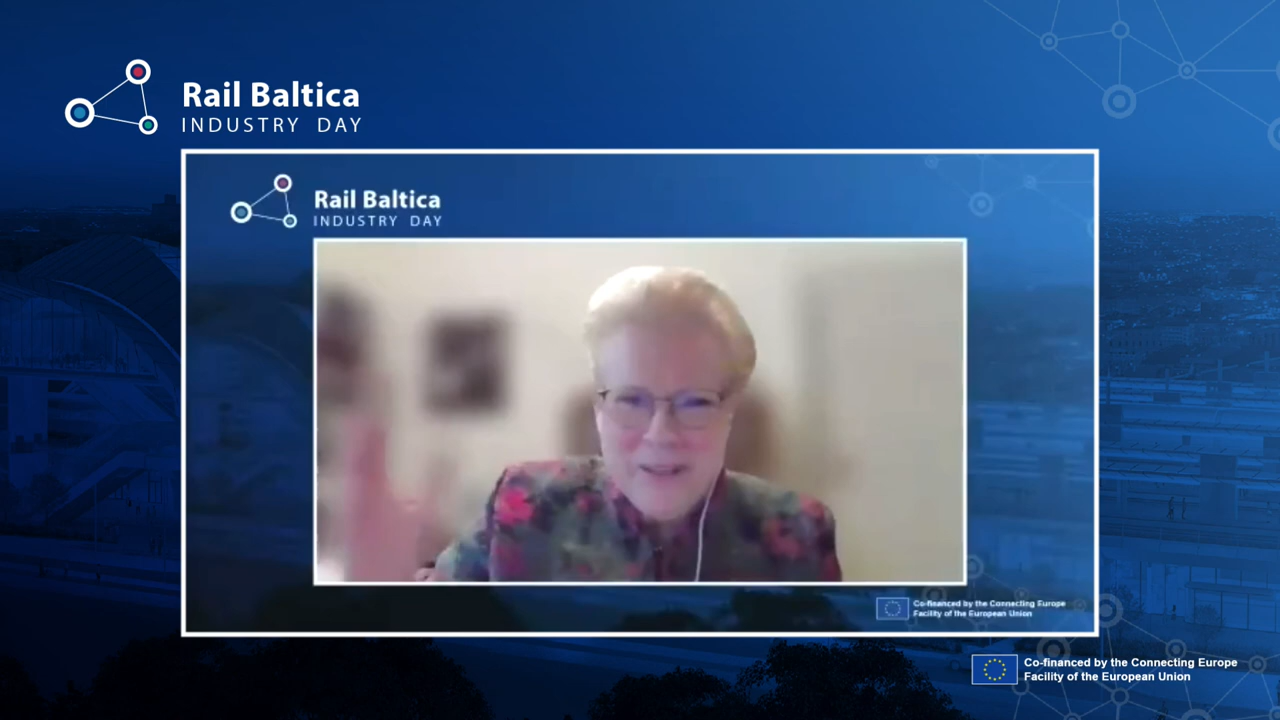 Rail Baltica
INDUSTRY DAY
Rail Baltica
INDUSTRY DAY
Co-financed by the Connecting Europe
Facility of the European Union
Co-financed by the Connecting Europe
Facility of the European Union